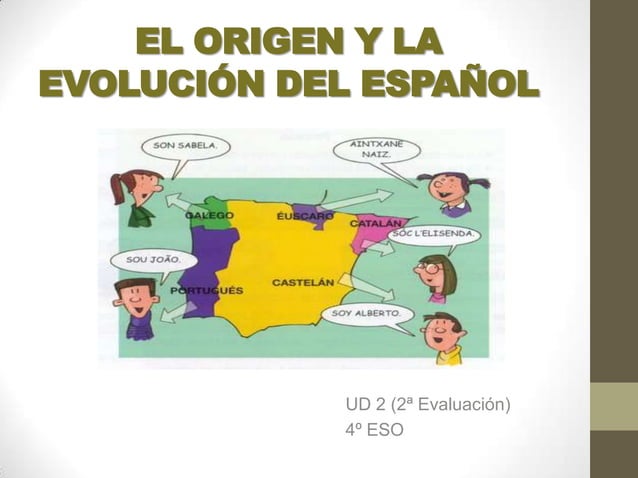 EL ORIGEN Y LA
EVOLUCIÓN DEL ESPAÑOL
SON SABELA.
AINTXANE
NAIZ.
GALEGO
ÉUSCARO
CATALÁN
SÓC L'ELISENDA.
SOU JOÃO.
PORTUGUÉS
CASTELÁN
SOY ALBERTO.
UD 2 (2ª Evaluación)
4º ESO